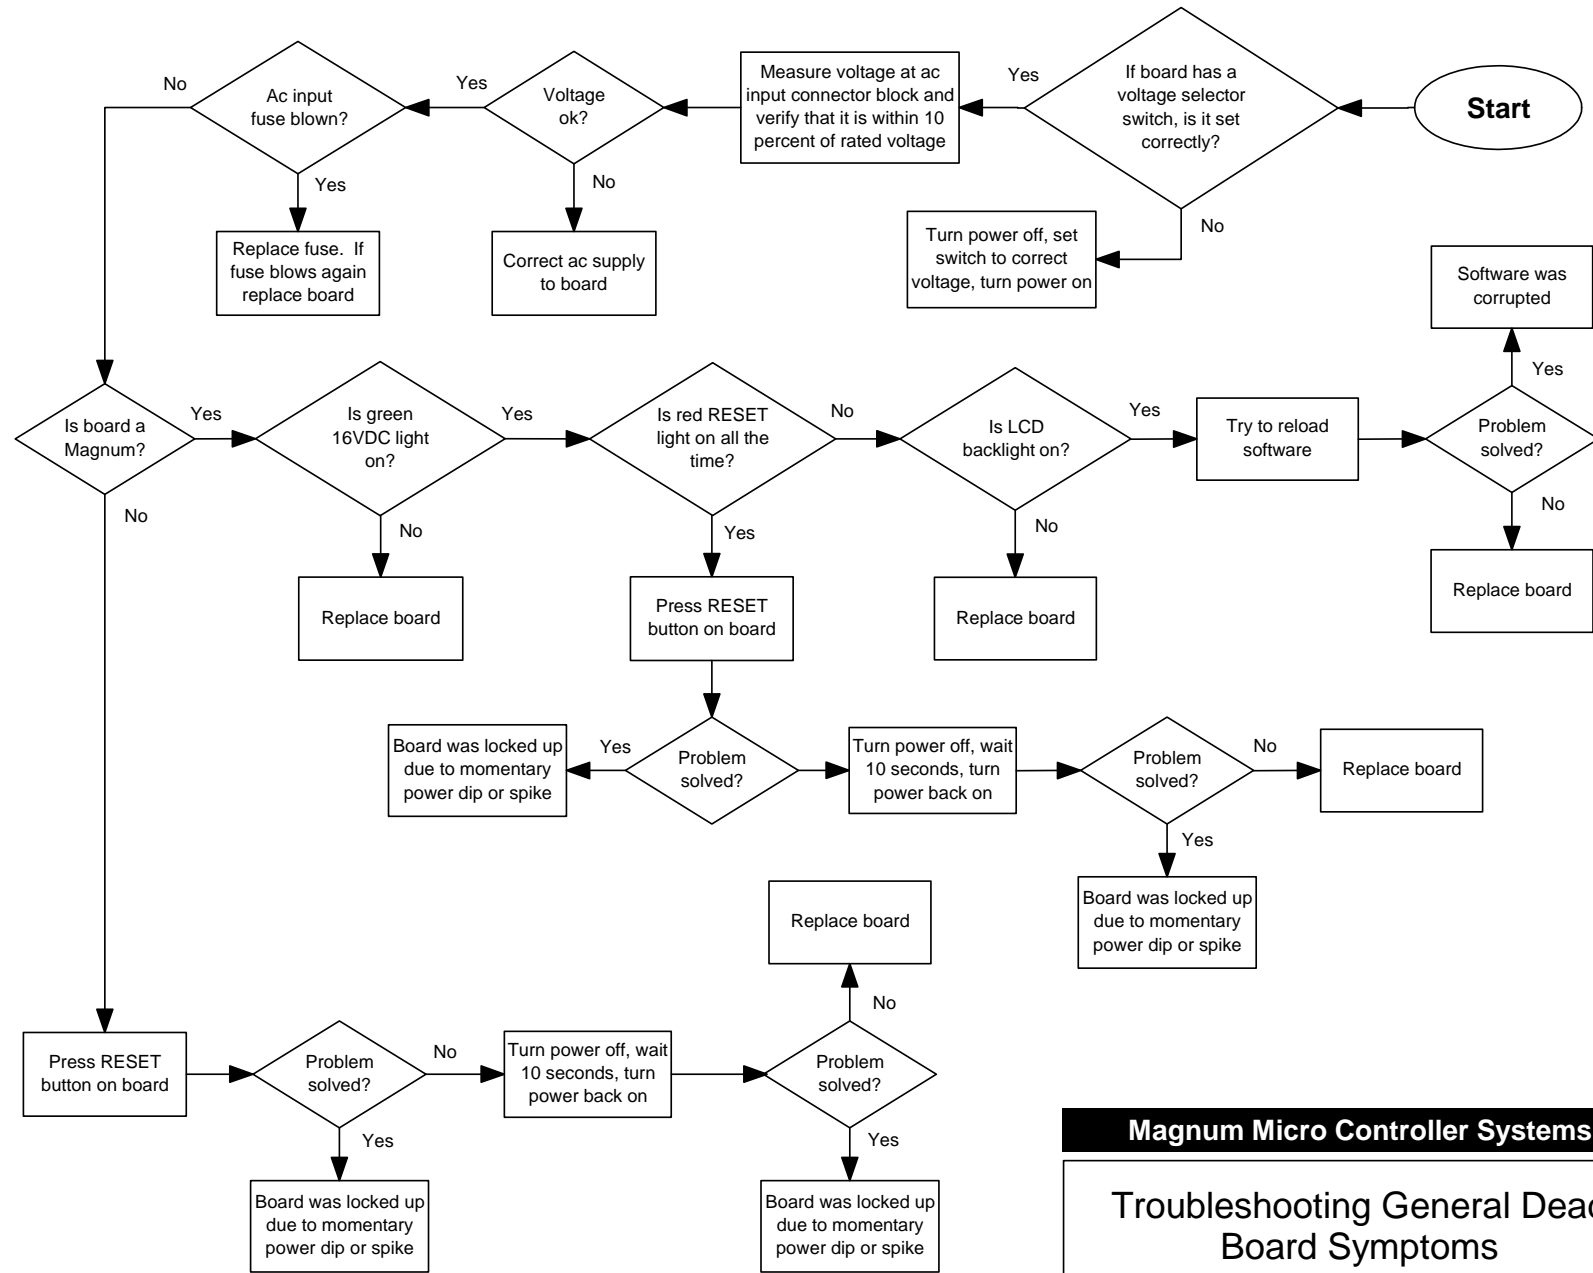 Start
If board has a
voltage selector
switch, is it set
correctly?
Yes
No
Turn power off, set
switch to correct
voltage, turn power on
Measure voltage at ac
input connector block and
verify that it is within 10
percent of rated voltage
Voltage
ok?
Yes
No
Correct ac supply
to board
Ac input
fuse blown?
No
Yes
Replace fuse. If
fuse blows again
replace board
Is board a
Magnum?
Yes
No
Is green
16VDC light
on?
Yes
No
Replace board
Is red RESET
light on all the
time?
No
Yes
Is LCD
backlight on?
Yes
No
Replace board
Try to reload
software
Problem
solved?
Yes
Software was
corrupted
No
Replace board
Press RESET
button on board
Problem
solved?
Yes
Board was locked up
due to momentary
power dip or spike
Turn power off, wait
10 seconds, turn
power back on
Problem
solved?
No
Replace board
Yes
Board was locked up
due to momentary
power dip or spike
Press RESET
button on board
Problem
solved?
No
Yes
Board was locked up
due to momentary
power dip or spike
Turn power off, wait
10 seconds, turn
power back on
Problem
solved?
No
Replace board
Yes
Board was locked up
due to momentary
power dip or spike
Magnum Micro Controller Systems
Troubleshooting General Dead
Board Symptoms